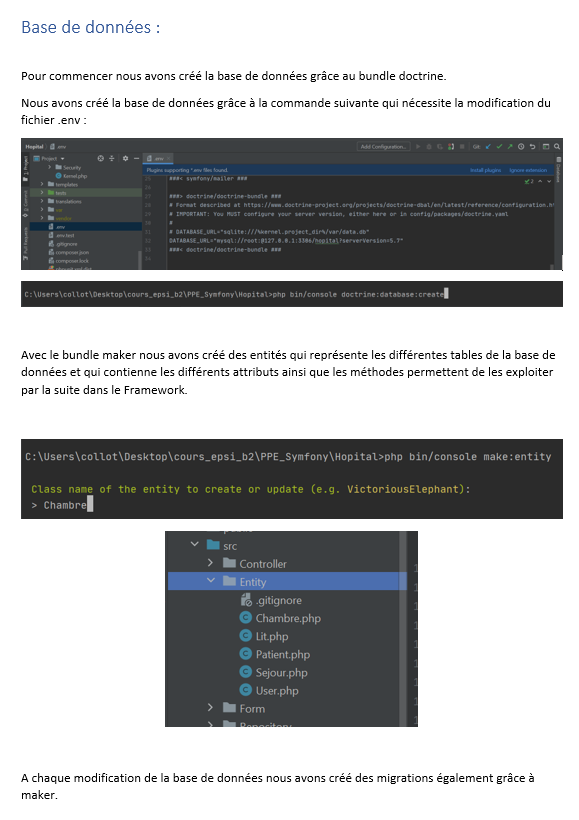 Base de données :
Pour commencer nous avons créé la base de données grâce au bundle doctrine.
Nous avons créé la base de données grâce à la commande suivante qui nécessite la modification du
fichier .env :
Hopital .env Add Configuration... Git:
Project .env
Plugins supporting *.env files found. Install plugins Ignore extension
Security
Kernel.php
templates
tests
translations
var
vendor
.env
.env.test
.gitignore
composer.json
composer.lock
###< symfony/mailer ###
###> doctrine/doctrine-bundle ###
# Format described at https://www.doctrine-project.org/projects/doctrine-dbal/en/latest/reference/configuration.h
# IMPORTANT: You MUST configure your server version, either here or in config/packages/doctrine.yaml
#
# DATABASE_URL="sqlite:///%kernel.project_dir%/var/data.db"
DATABASE_URL="mysql://root:@127.0.0.1:3306/hopital?serverVersion=5.7"
###< doctrine/doctrine-bundle ###
C:\Users\collot\Desktop\cours_epsi_b2\PPE_Symfony\Hopital>php bin/console doctrine:database:create
Avec le bundle maker nous avons créé des entités qui représente les différentes tables de la base de
données et qui contienne les différents attributs ainsi que les méthodes permettent de les exploiter
par la suite dans le Framework.
C:\Users\collot\Desktop\cours_epsi_b2\PPE_Symfony\Hopital>php bin/console make:entity
Class name of the entity to create or update (e.g. VictoriousElephant):
> Chambre
src
Controller
Entity
.gitignore
Chambre.php
Lit.php
Patient.php
Sejour.php
User.php
Form
Repository
A chaque modification de la base de données nous avons créé des migrations également grâce à
maker.